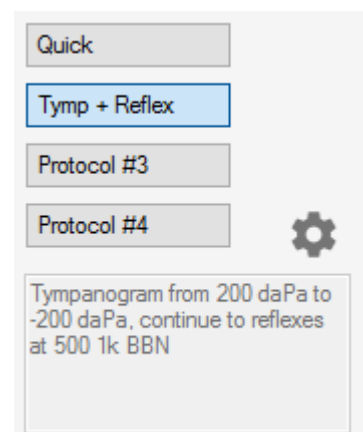 Quick
Tymp + Reflex
Protocol #3
Protocol #4
Tympanogram from 200 daPa to
-200 daPa, continue to reflexes
at 500 1k BBN